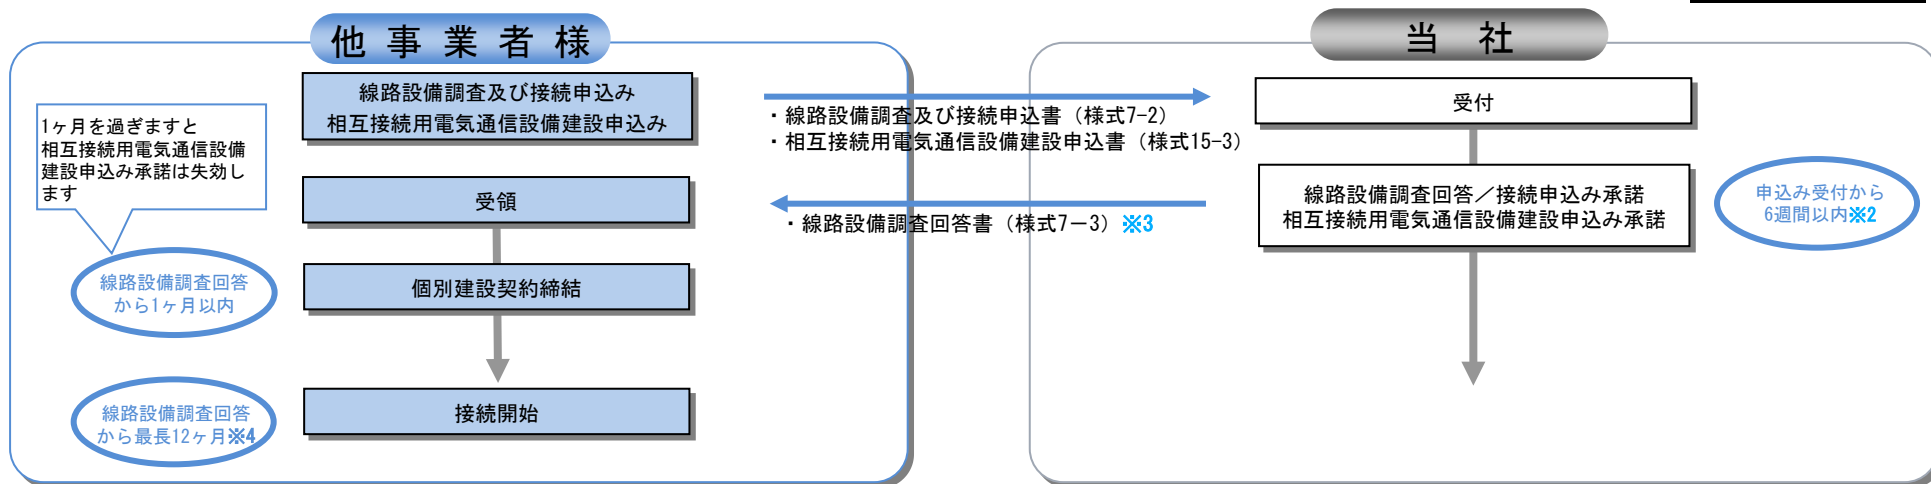 他事業者様
線路設備調査及び接続申込み
相互接続用電気通信設備建設申込み
1ヶ月を過ぎますと
相互接続用電気通信設備
建設申込み承諾は失効し
ます
受領
線路設備調査回答
から1ヶ月以内
個別建設契約締結
線路設備調査回答
から最長12ヶ月※4
接続開始
・線路設備調査及び接続申込書（様式7-2）
・相互接続用電気通信設備建設申込書（様式15-3）
・線路設備調査回答書（様式7－3）※3
当社
受付
線路設備調査回答／接続申込み承諾
相互接続用電気通信設備建設申込み承諾
申込み受付から
6週間以内※2